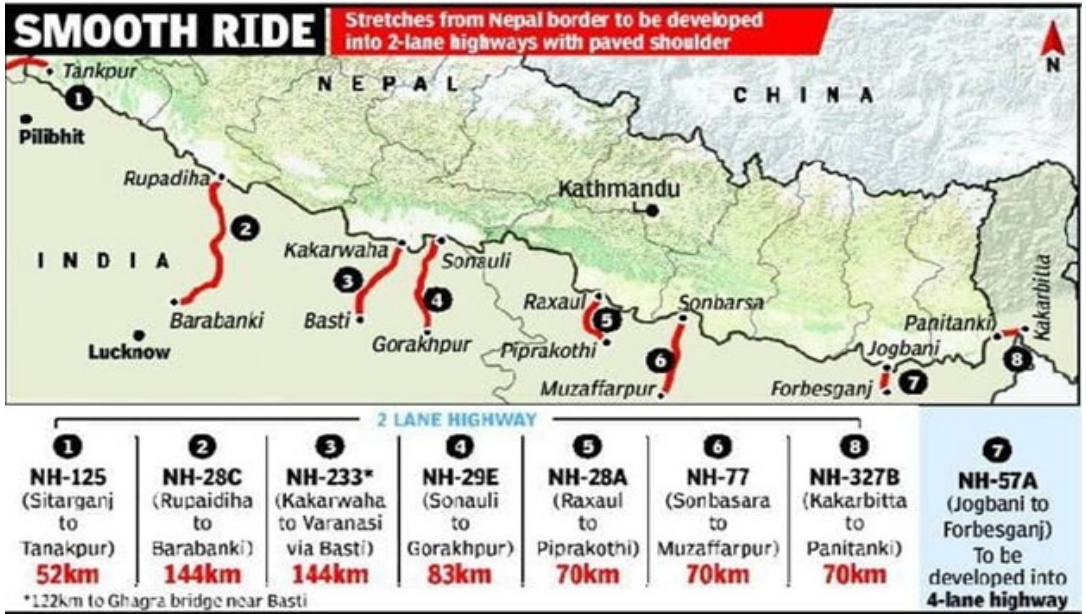 SMOOTH RIDE
Stretches from Nepal border to be developed
into 2-lane highways with paved shoulder
N
Tankpur
1
Pilibhit
NEPAL
CHINA
Rupadiha
2
Kathmandu
INDIA
Kakarwaha
Sonauli
3
4
Barabanki
Basti
Lucknow
Gorakhpur
Raxaul
5
Piprakothi
Sonbarsa
6
Muzaffarpur
Panitanki
Kakarbitta
8
Jogbani
Forbesganj
7
2 LANE HIGHWAY
1
NH-125
(Sitarganj
to
Tanakpur)
52km
2
NH-28C
(Rupaidiha
to
Barabanki)
144km
3
NH-233*
(Kakarwaha
to Varanasi
via Basti)
144km
4
NH-29E
(Sonauli
to
Gorakhpur)
83km
5
NH-28A
(Raxaul
to
Piprakothi)
70km
6
NH-77
(Sonbasara
to
Muzaffarpur)
70km
8
NH-327B
(Kakarbitta
to
Panitanki)
70km
7
NH-57A
(Jogbani to
Forbesganj)
To be
developed into
4-lane highway
*122km to Ghagra bridge near Basti